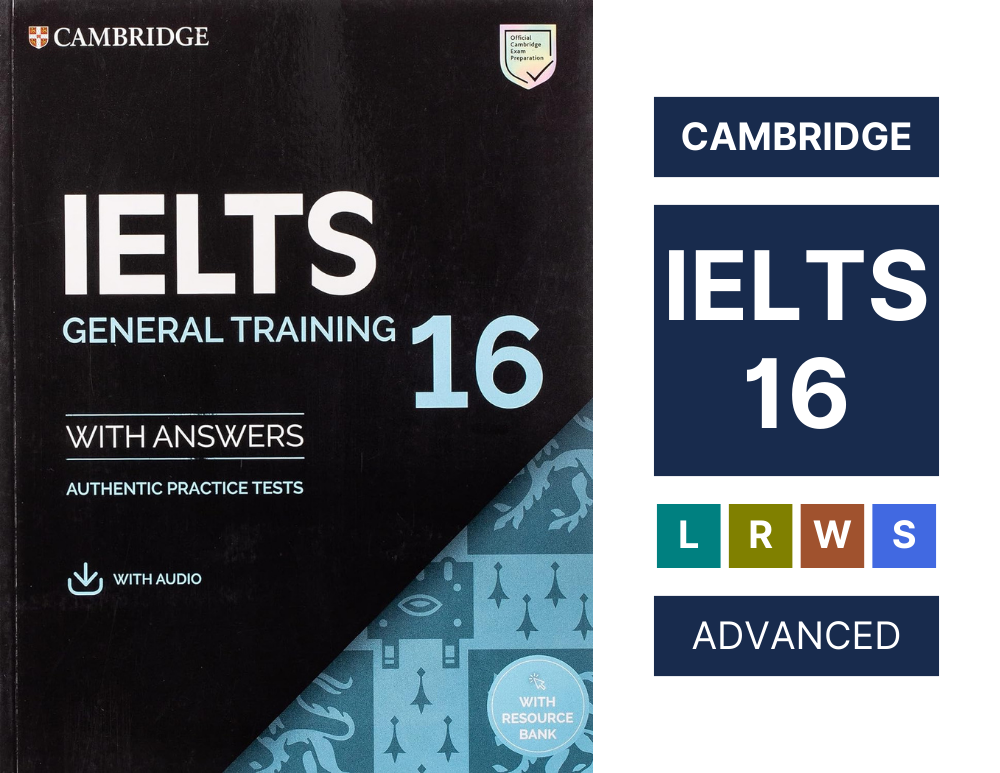 CAMBRIDGE
Official
Cambridge
Exam
Preparation
IELTS
GENERAL TRAINING 16
WITH ANSWERS
AUTHENTIC PRACTICE TESTS
WITH AUDIO
WITH
RESOURCE
BANK
CAMBRIDGE
IELTS
16
L R W S
ADVANCED